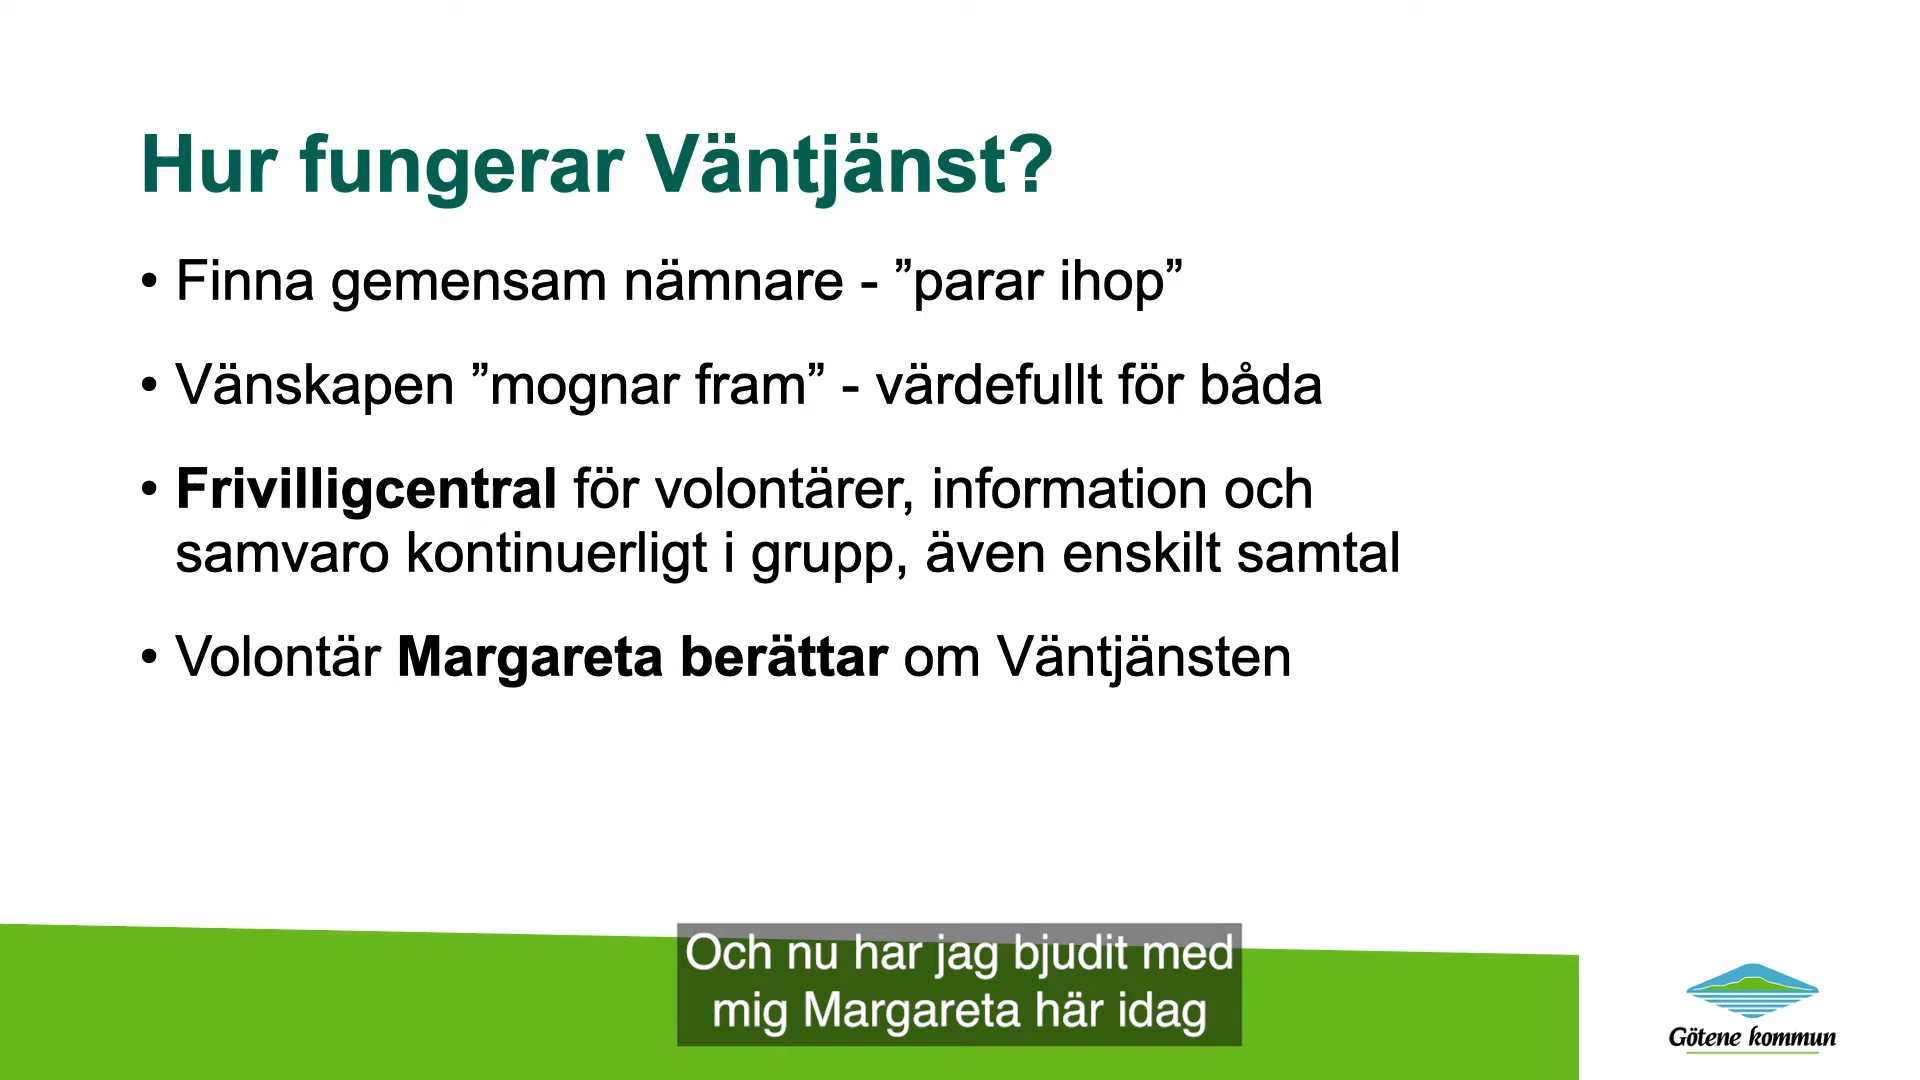 Hur fungerar Väntjänst?
• Finna gemensam nämnare - ”parar ihop”
• Vänskapen ”mognar fram” - värdefullt för båda
• Frivilligcentral för volontärer, information och
samvaro kontinuerligt i grupp, även enskilt samtal
• Volontär Margareta berättar om Väntjänsten
Och nu har jag bjudit med
mig Margareta här idag
Götene kommun